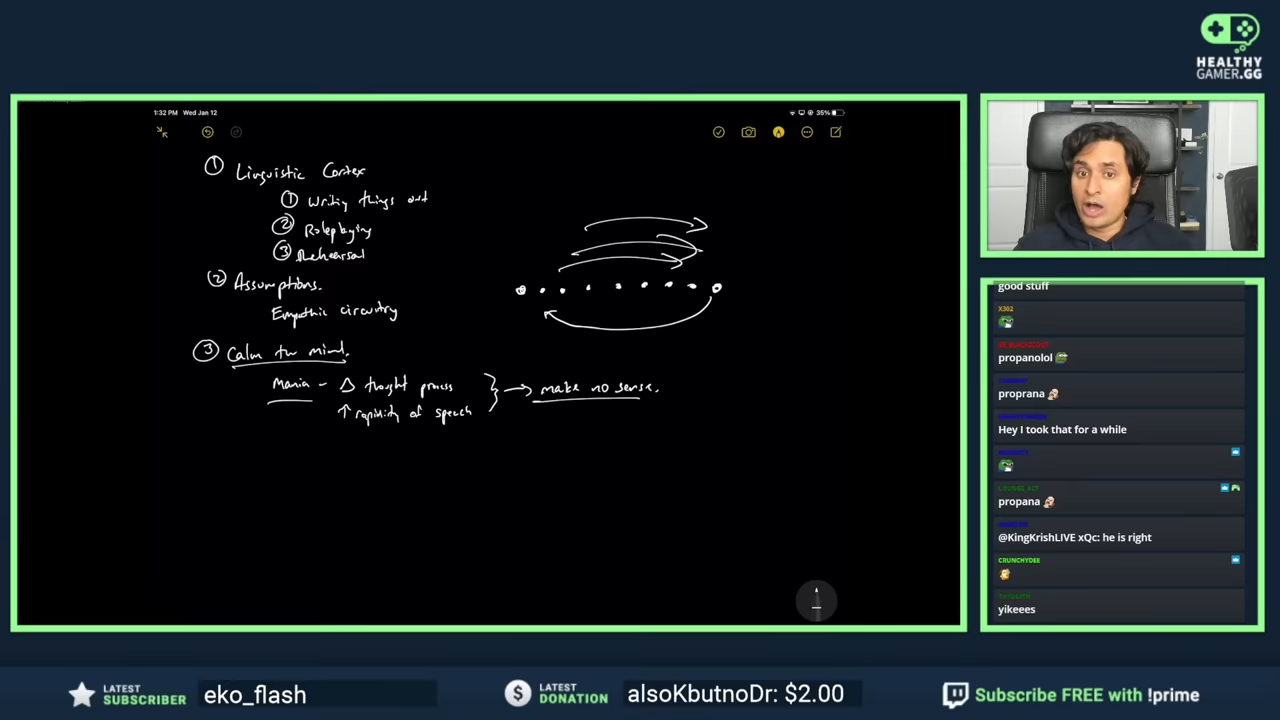 HEALTHY
GAMER.GG
1:32 PM Wed Jan 12
35%
① Linguistic Cortex
① Writing things out
② Roleplaying
③ Rehearsal
② Assumptions.
Empathic circuitry
③ Calm the mind.
Mania - Δ thought process
↑ rapidity of speech
→ make no sense.
good stuff
X302
propanolol
proprana
Hey I took that for a while
propana
@KingKrishLIVE xQc: he is right
CRUNCHYDEE
yikeees
LATEST
SUBSCRIBER
eko_flash
$
LATEST
DONATION
alsoKbutnoDr: $2.00
Subscribe FREE with !prime